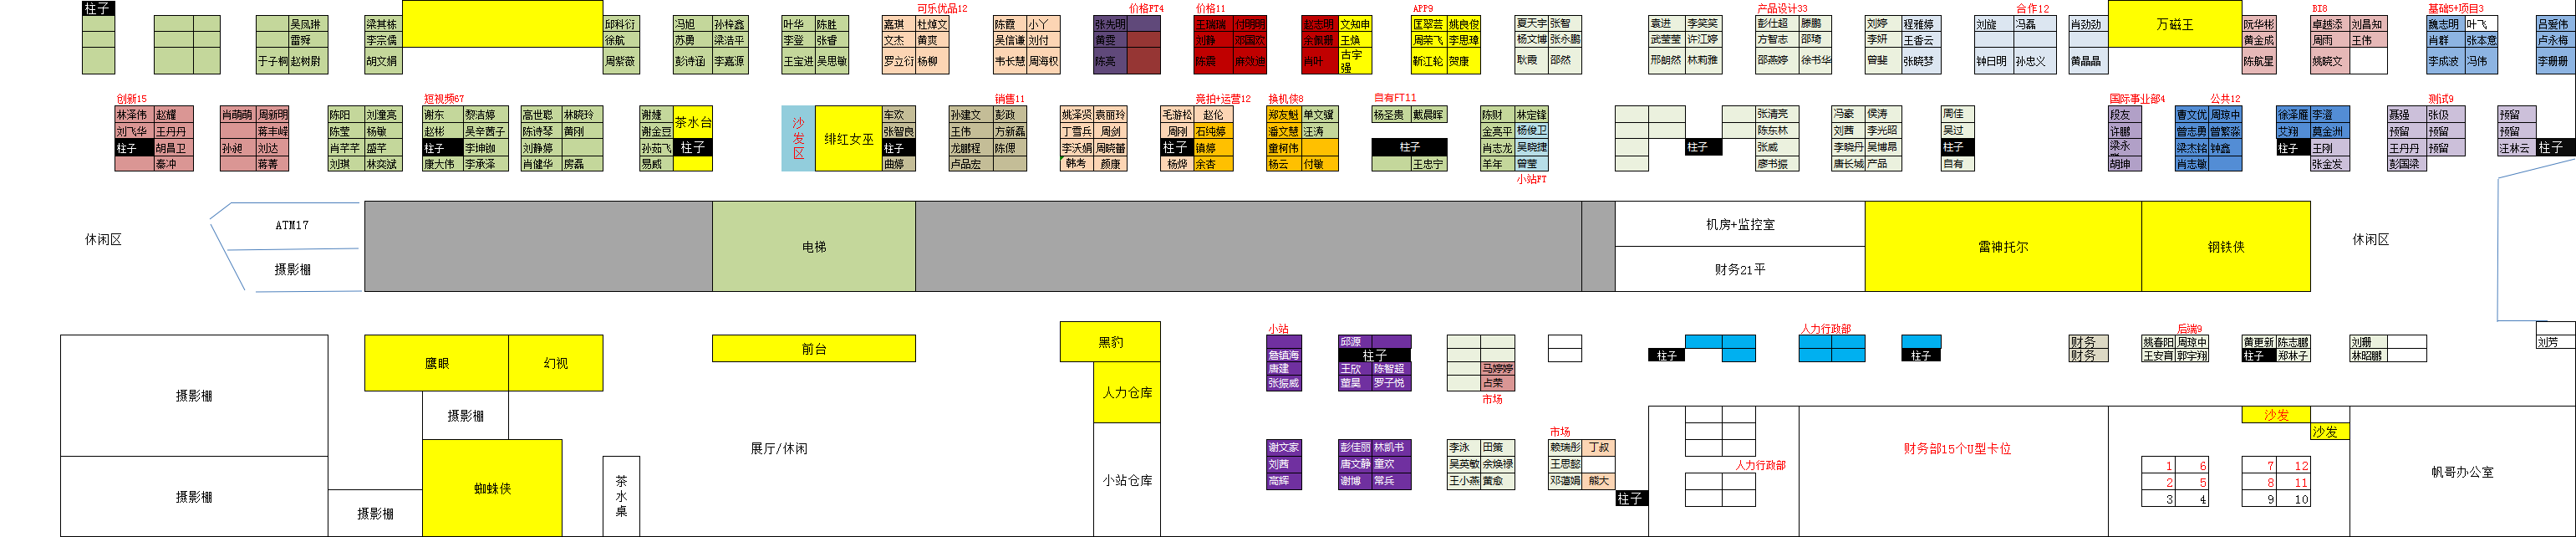 可乐优品12 价格FT4 价格11 APP9 产品设计33 合作12 BI8 基础5+项目3
柱子 吴凤琳 梁其栋 邱科衍 冯旭 孙梓鑫 叶华 陈胜 嘉琪 杜焯文 陈霞 小丫 张先明 王瑞瑞 付明明 赵志明 文知申 匡翠芸 姚良俊 夏天宇 张智 袁进 李笑笑 彭仕超 滕鹏 刘婷 程雅婷 刘旋 冯磊 肖劲劲 万磁王 阮华彬 卓越添 刘昌知 魏志明 叶飞 吕爱伟
雷舜 李宗儒 徐航 苏勇 梁浩平 李登 张睿 文杰 黄爽 吴信谦 刘付 黄雯 刘静 邓国欢 余佩珊 王焕 周荣飞 李思璋 杨文博 张永鹏 武莹莹 许江婷 方智志 邵琦 李妍 王香云 黄金成 周雨 王伟 肖群 张本意 卢永梅
于子桐 赵树尉 胡文娟 周紫薇 彭诗涵 李嘉源 王宝进 吴思敏 罗立衍 杨柳 韦长慧 周海权 陈亮 陈霞 麻效迪 肖叶 古字强 靳江轮 贺康 耿霞 邵然 邢朗然 林莉雅 邵燕婷 徐书华 曾斐 张晓梦 钟日明 孙忠义 黄晶晶 陈航星 姚晓文 李成波 冯伟 李珊珊
创新15 短视频67 销售11 竞拍+运营12 换机侠8 自有FT11 国际事业部4 公共12 测试9
林泽伟 赵耀 肖萌萌 周新明 陈阳 刘童亮 谢东 黎洁婷 高世聪 林晓玲 谢婕 茶水台 沙发区 绯红女巫 车欢 孙建文 彭政 姚泽贤 袁丽玲 毛游松 赵伦 郑友魁 单文骥 杨圣贵 戴晨晖 陈财 林定锋 张清亮 冯豪 侯涛 周佳 段友 曹文优 周琼中 徐泽雁 李澄 聂强 张伋 预留
刘飞华 王丹丹 蒋丰峄 陈莹 杨敏 赵彬 吴辛茜子 陈诗琴 黄刚 谢金豆 张智良 王伟 方新磊 丁雪兵 周剑 周刚 石纯婷 潘文慧 汪涛 金亮平 杨俊卫 陈东林 刘茜 李光昭 吴过 许鹏 曾志勇 曾繁淼 艾翔 莫金洲 预留 预留 预留
柱子 胡昌卫 孙昶 刘达 肖芊芊 盛芊 柱子 李坤铷 刘静婷 孙茹飞 柱子 柱子 龙鹏程 陈偲 李沃娟 周晓蕾 柱子 镇婷 童柯伟 柱子 肖志龙 吴晓捷 柱子 张威 李晓丹 吴博昂 柱子 梁永 梁杰铭 钟鑫 柱子 王刚 王丹丹 预留 汪林云 柱子
秦冲 蒋菁 刘琪 林奕斌 康大伟 李承泽 肖健华 房磊 易威 曲婷 卢品宏 韩考 颜康 杨烨 余杏 杨云 付敏 王忠宁 羊年 曾莹 廖书振 唐长城 产品 自有 胡坤 肖志敏 张金发 彭国梁
小站FT
休闲区 ATM17 摄影棚 电梯 机房+监控室 财务21平 雷神托尔 钢铁侠 休闲区
小站 人力行政部 后端9
摄影棚 鹰眼 幻视 前台 黑豹 邱源 财务 姚春阳 周琼中 黄更新 陈志鹏 刘珊 刘芳
詹镇海 柱子 柱子 柱子 财务 王安育 郭宇翔 柱子 郑林子 林昭鹏
唐建 王欣 陈智超 马婷婷
张振威 董昊 罗子悦 占荣
摄影棚 人力仓库 市场
展厅/休闲 市场 沙发
沙发
谢文家 彭佳丽 林凯书 李泳 田策 赖瑞彤 丁叔 财务部15个U型卡位
刘茜 唐文静 童欢 吴英敏 余焕禄 王思懿 人力行政部 1 6 7 12
高辉 谢博 常兵 王小燕 黄愈 邓蔼娟 熊大 2 5 8 11
摄影棚 蜘蛛侠 茶水桌 小站仓库 柱子 3 4 9 10 帆哥办公室
摄影棚